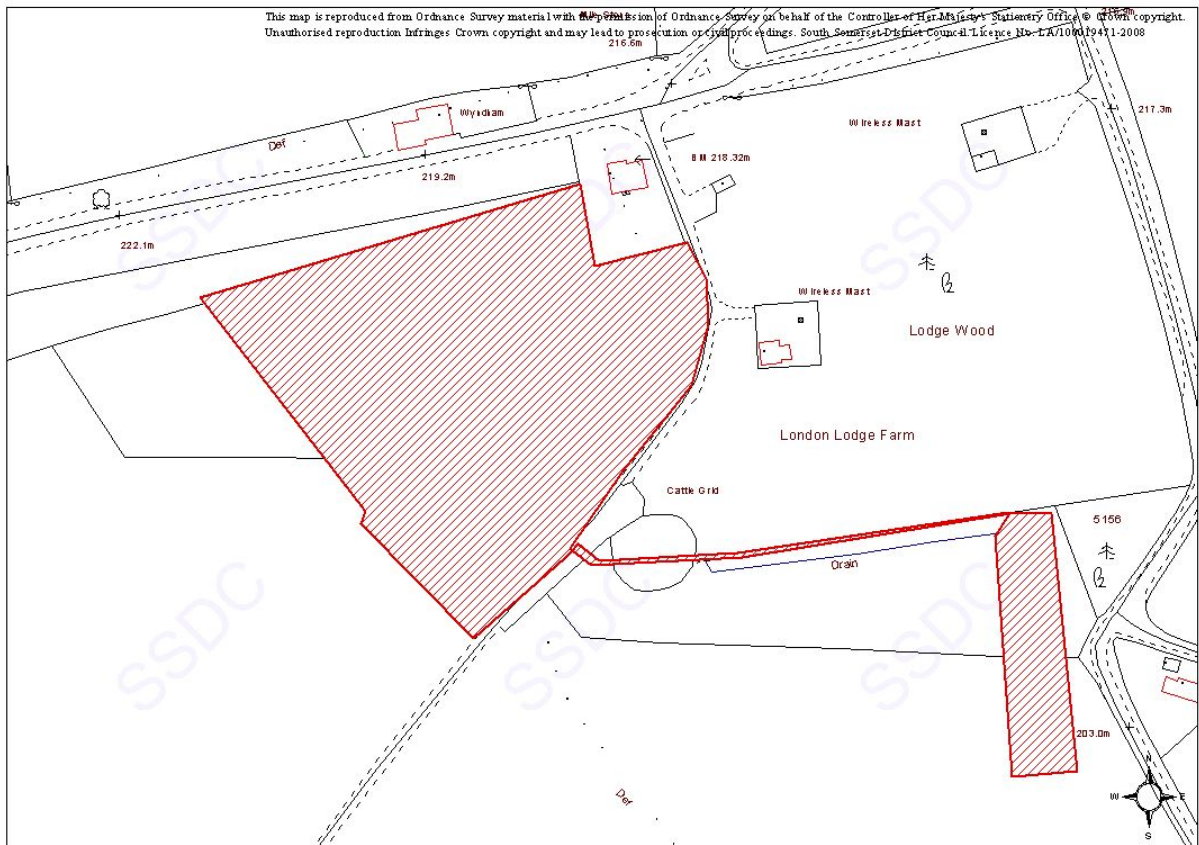 This map is reproduced from Ordnance Survey material with the permission of Ordnance Survey on behalf of the Controller of Her Majesty's Stationery Office © Crown copyright.
Unauthorised reproduction infringes Crown copyright and may lead to prosecution or civil proceedings. South Somerset District Council Licence No. LA/100019471-2008
216.6m
217.3m
Wyndham
Wireless Mast
Def
BM 218.32m
219.2m
222.1m
Wireless Mast
Lodge Wood
London Lodge Farm
Cattle Grid
5156
Drain
203.0m
Def
N
W
E
S
SSDC
SSDC
SSDC
SSDC
SSDC